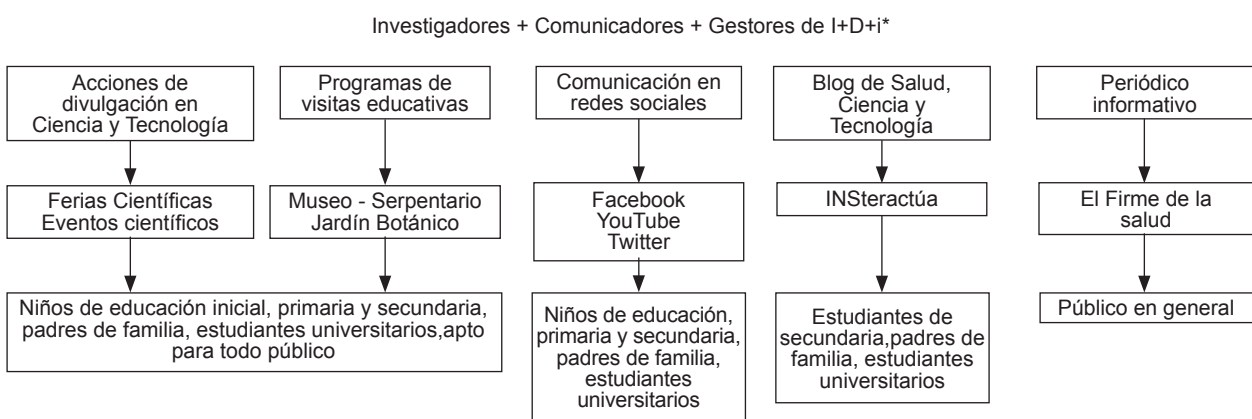 Investigadores + Comunicadores + Gestores de I+D+i*
Acciones de
divulgación en
Ciencia y Tecnología
Programas de
visitas educativas
Comunicación en
redes sociales
Blog de Salud,
Ciencia y
Tecnología
Periódico
informativo
Ferias Científicas
Eventos científicos
Museo - Serpentario
Jardín Botánico
Facebook
YouTube
Twitter
INSteractúa
El Firme de la
salud
Niños de educación inicial, primaria y secundaria,
padres de familia, estudiantes universitarios,apto
para todo público
Niños de educación,
primaria y secundaria,
padres de familia,
estudiantes
universitarios
Estudiantes de
secundaria,padres de
familia, estudiantes
universitarios
Público en general